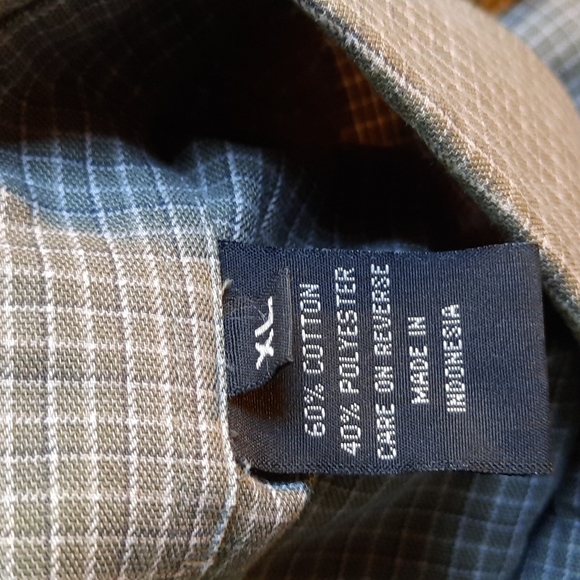 XL
60% COTTON
40% POLYESTER
CARE ON REVERSE
MADE IN
INDONESIA